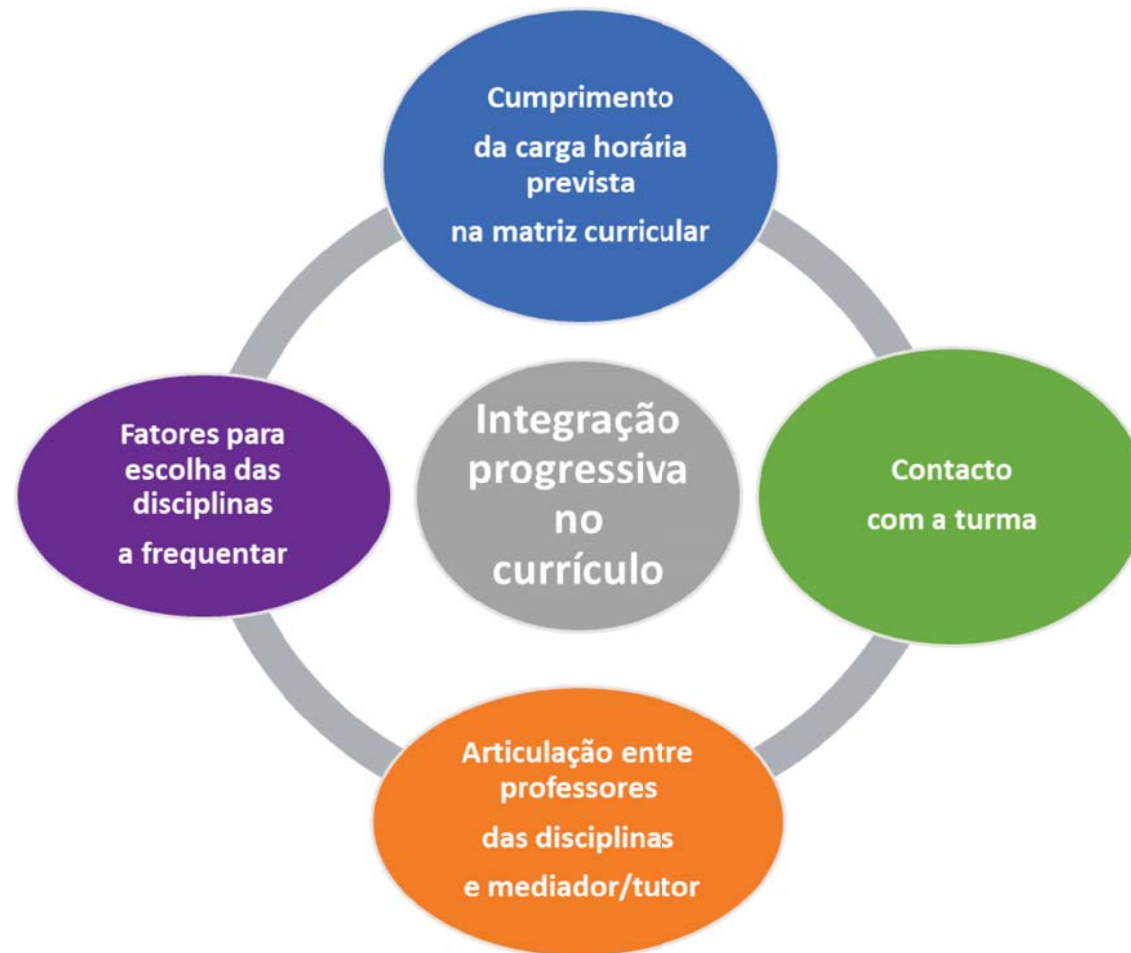 Cumprimento
da carga horária
prevista
na matriz curricular
Fatores para
escolha das
disciplinas
a frequentar
Integração
progressiva
no
currículo
Contacto
com a turma
Articulação entre
professores
das disciplinas
e mediador/tutor